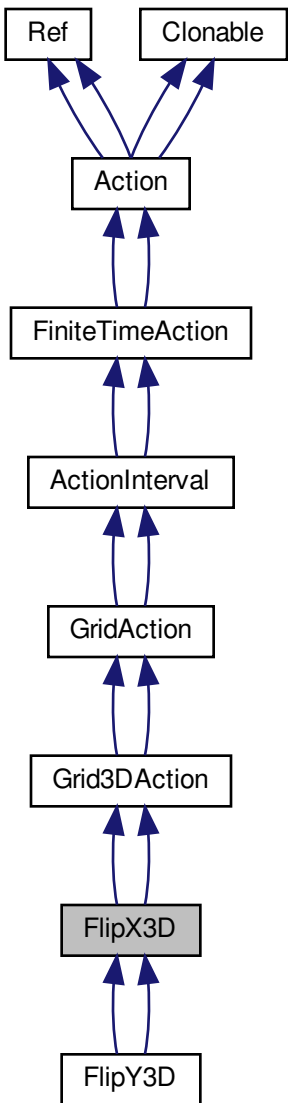 Ref
Clonable
Action
FiniteTimeAction
ActionInterval
GridAction
Grid3DAction
FlipX3D
FlipY3D